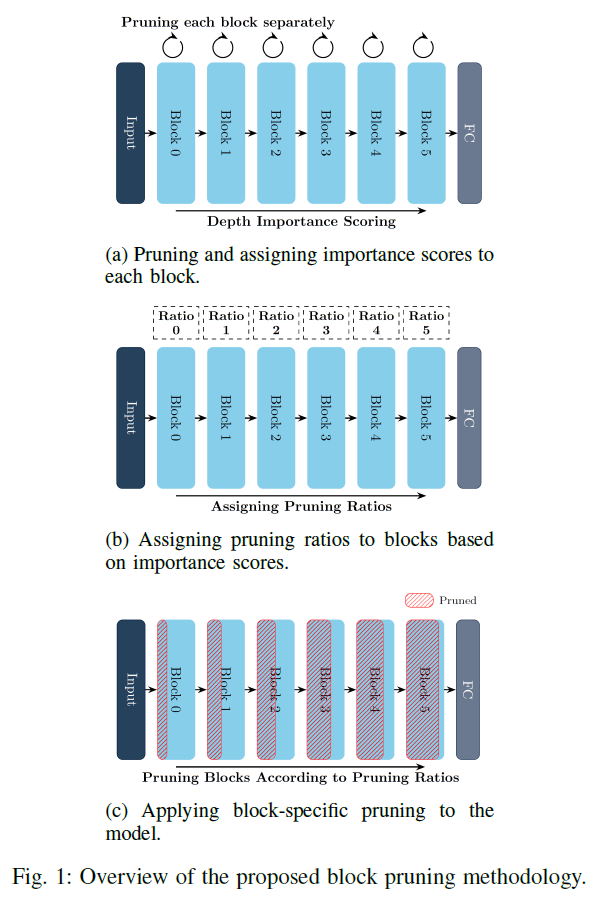 Pruning each block separately
Input
Block 0
Block 1
Block 2
Block 3
Block 4
Block 5
FC
Depth Importance Scoring
(a) Pruning and assigning importance scores to
each block.
Ratio
0
Ratio
1
Ratio
2
Ratio
3
Ratio
4
Ratio
5
Input
Block 0
Block 1
Block 2
Block 3
Block 4
Block 5
FC
Assigning Pruning Ratios
(b) Assigning pruning ratios to blocks based
on importance scores.
Pruned
Input
Block 0
Block 1
Block 2
Block 3
Block 4
Block 5
FC
Pruning Blocks According to Pruning Ratios
(c) Applying block-specific pruning to the
model.
Fig. 1: Overview of the proposed block pruning methodology.